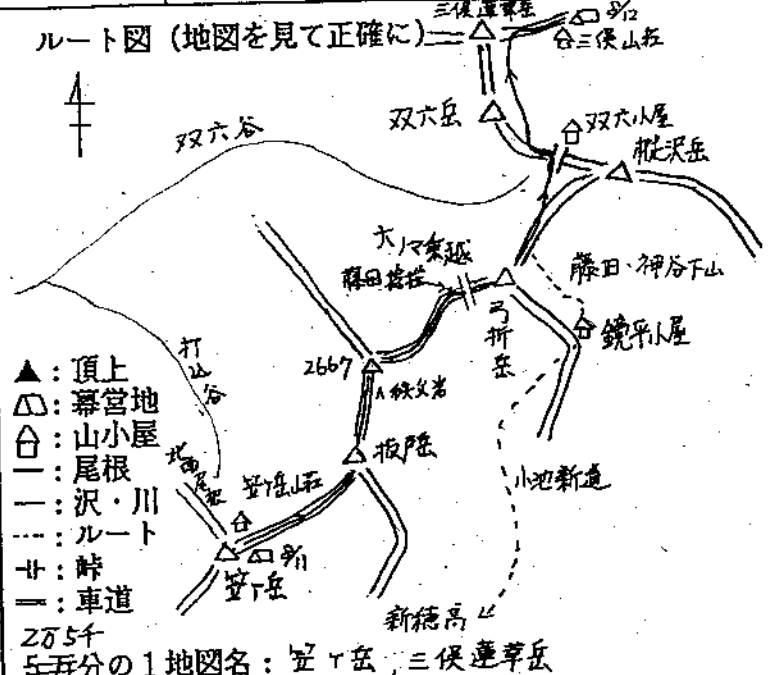 ルート図（地図を見て正確に）
三俣蓮華岳
8/12
三俣山荘
双六岳
双六小屋
樅沢岳
双六谷
大ノマ乗越
藤田・神谷下山
弓折岳
鏡平小屋
打込谷
2667
秩父岩
抜戸岳
小池新道
笠ヶ岳山荘
8/11
笠ヶ岳
新穂高
▲：頂上
：幕営地
：山小屋
―：尾根
―：沢・川
---：ルート
：峠
＝：車道
2万5千
5万分の1地図名：笠ヶ岳，三俣蓮華岳